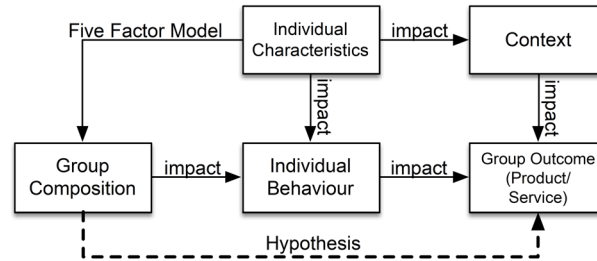 Five Factor Model
Individual
Characteristics
impact
Context
impact
impact
Group
Composition
impact
Individual
Behaviour
impact
Group Outcome
(Product/
Service)
Hypothesis